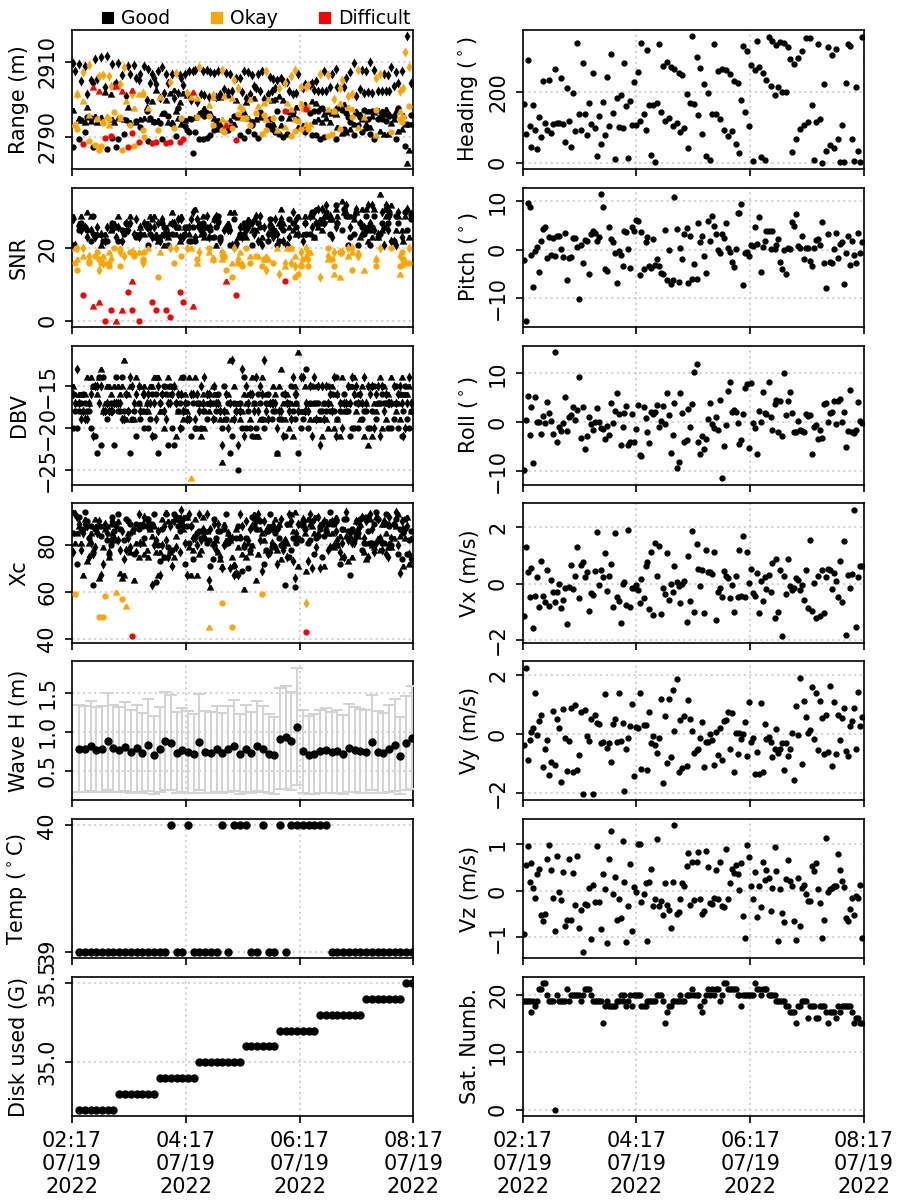 Good Okay Difficult
Range (m)
2910
2790
Heading (°)
200
0
SNR
20
0
Pitch (°)
10
0
−10
DBV
−15
−20
−25
Roll (°)
10
0
−10
Xc
80
60
40
Vx (m/s)
2
0
−2
Wave H (m)
1.5
1.0
0.5
Vy (m/s)
2
0
−2
Temp (°C)
40
39
Vz (m/s)
1
0
−1
Disk used (G)
35.5
35.0
Sat. Numb.
20
10
0
02:17 04:17 06:17 08:17
07/19 07/19 07/19 07/19
2022 2022 2022 2022
02:17 04:17 06:17 08:17
07/19 07/19 07/19 07/19
2022 2022 2022 2022